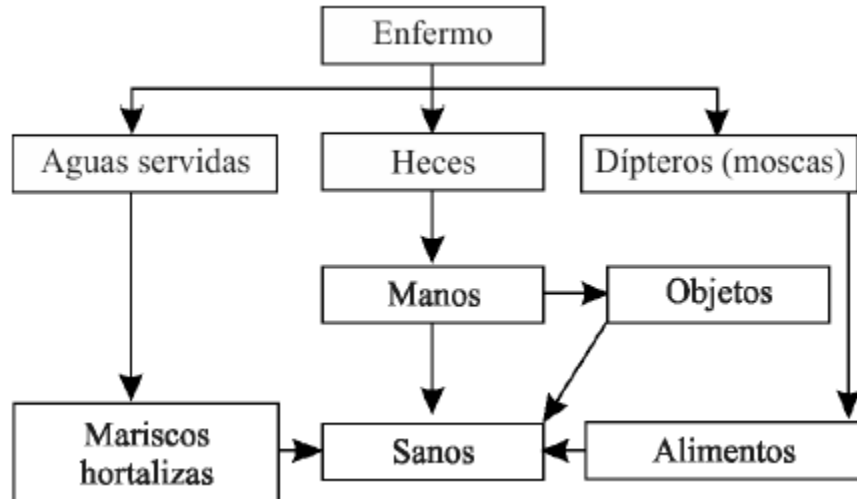 Enfermo
Aguas servidas
Heces
Dípteros (moscas)
Manos
Objetos
Mariscos
hortalizas
Sanos
Alimentos